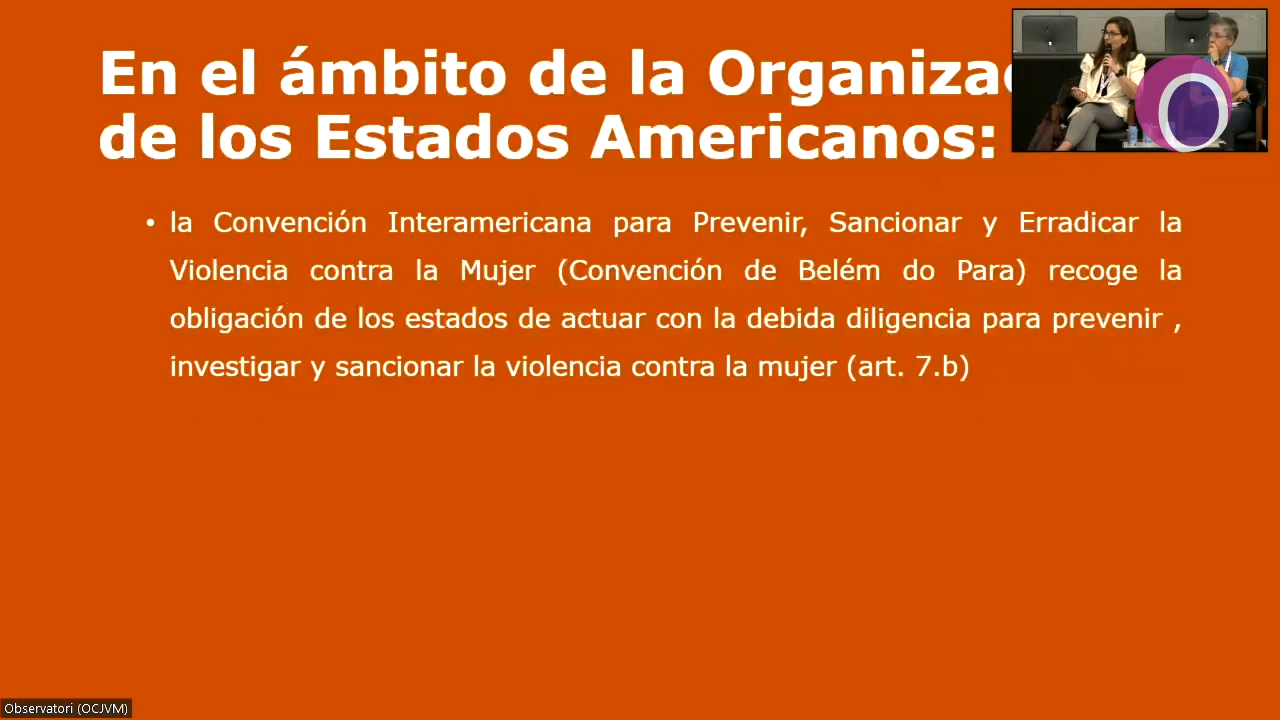 En el ámbito de la Organizac
de los Estados Americanos:
• la Convención Interamericana para Prevenir, Sancionar y Erradicar la
Violencia contra la Mujer (Convención de Belém do Para) recoge la
obligación de los estados de actuar con la debida diligencia para prevenir ,
investigar y sancionar la violencia contra la mujer (art. 7.b)
Observatori (OCJVM)